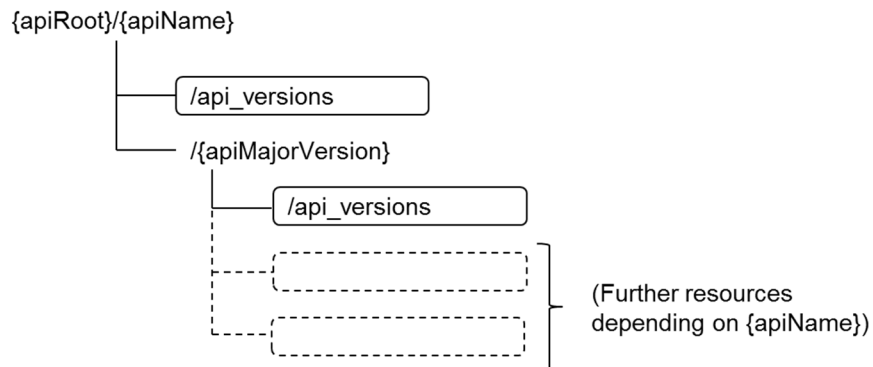 {apiRoot}/{apiName}
/api_versions
/{apiMajorVersion}
/api_versions
(Further resources
depending on {apiName})